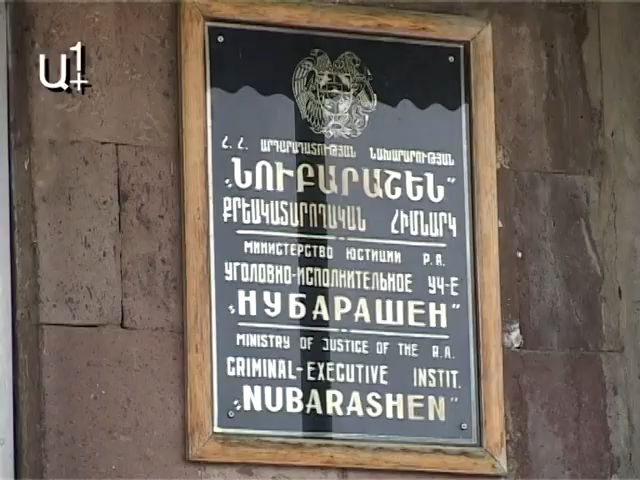 ա1+
Հ. Հ. ԱՐԴԱՐԱԴԱՏՈՒԹՅԱՆ ՆԱԽԱՐԱՐՈՒԹՅԱՆ
„ՆՈՒԲԱՐԱՇԵՆ"
ՔՐԵԱԿԱՏԱՐՈՂԱԿԱՆ ՀԻՄՆԱՐԿ
МИНИСТЕРСТВО ЮСТИЦИИ Р.А.
УГОЛОВНО-ИСПОЛНИТЕЛЬНОЕ УЧ-Е
„НУБАРАШЕН"
MINISTRY OF JUSTICE OF THE R.A.
CRIMINAL-EXECUTIVE INSTIT.
„NUBARASHEN"